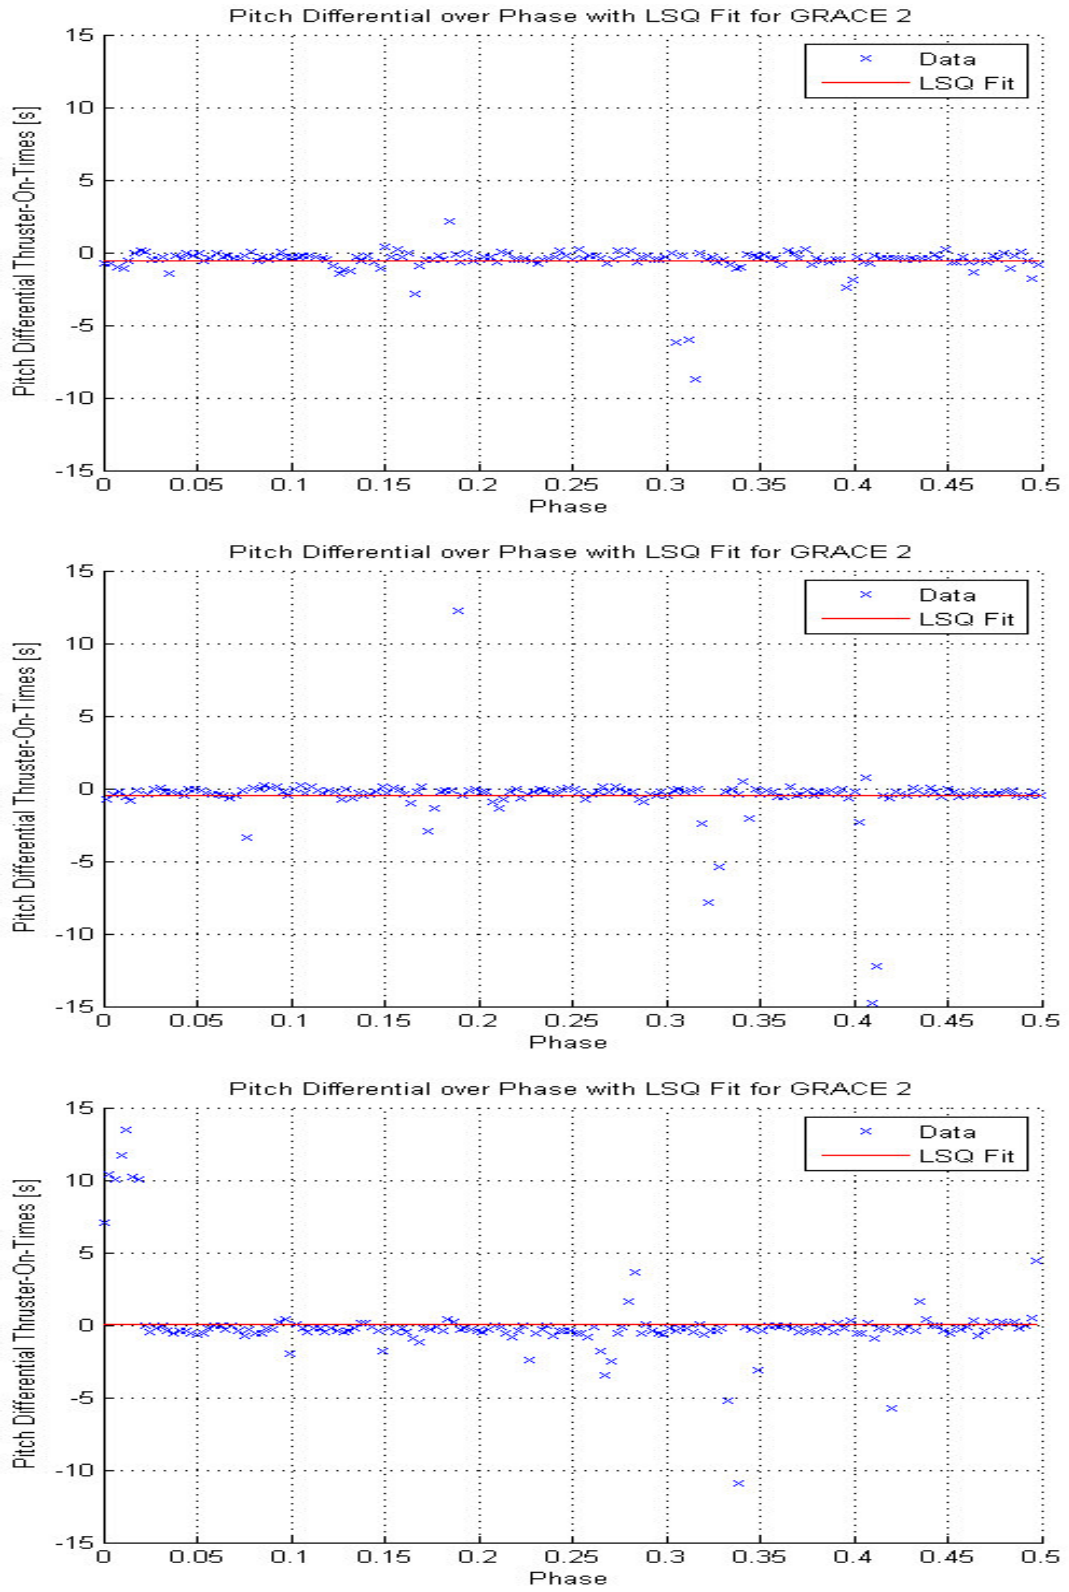 Pitch Differential over Phase with LSQ Fit for GRACE 2
15
10
5
0
-5
-10
-15
Pitch Differential Thruster-On-Times [s]
Data
LSQ Fit
0 0.05 0.1 0.15 0.2 0.25 0.3 0.35 0.4 0.45 0.5
Phase
Pitch Differential over Phase with LSQ Fit for GRACE 2
15
10
5
0
-5
-10
-15
Pitch Differential Thruster-On-Times [s]
Data
LSQ Fit
0 0.05 0.1 0.15 0.2 0.25 0.3 0.35 0.4 0.45 0.5
Phase
Pitch Differential over Phase with LSQ Fit for GRACE 2
15
10
5
0
-5
-10
-15
Pitch Differential Thruster-On-Times [s]
Data
LSQ Fit
0 0.05 0.1 0.15 0.2 0.25 0.3 0.35 0.4 0.45 0.5
Phase